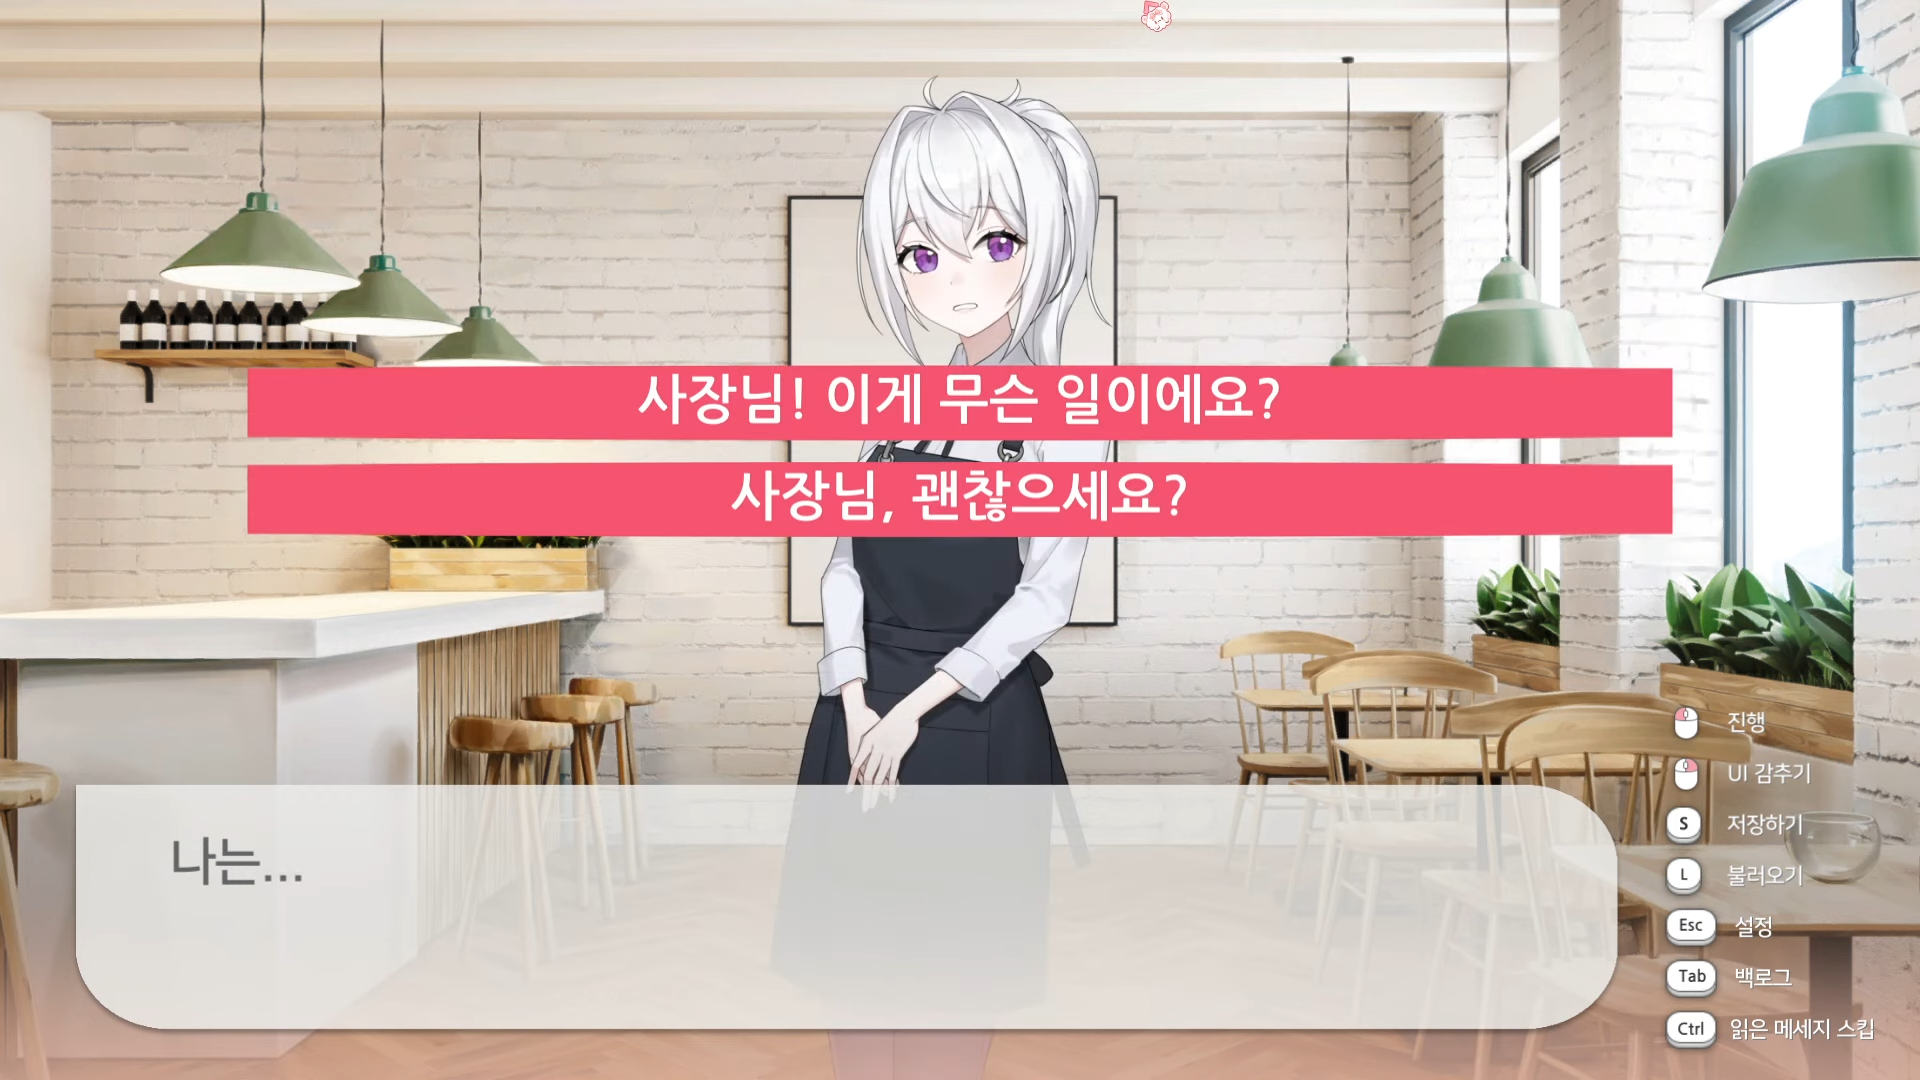 사장님! 이게 무슨 일이에요?
사장님, 괜찮으세요?
나는...
진행
UI 감추기
S 저장하기
L 불러오기
Esc 설정
Tab 백로그
Ctrl 읽은 메세지 스킵